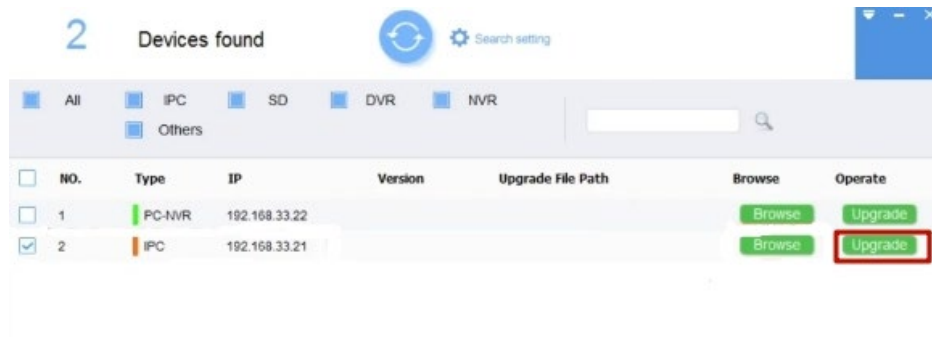 2 Devices found Search setting
All IPC SD DVR NVR
Others
NO. Type IP Version Upgrade File Path Browse Operate
1 PC-NVR 192.168.33.22 Browse Upgrade
2 IPC 192.168.33.21 Browse Upgrade